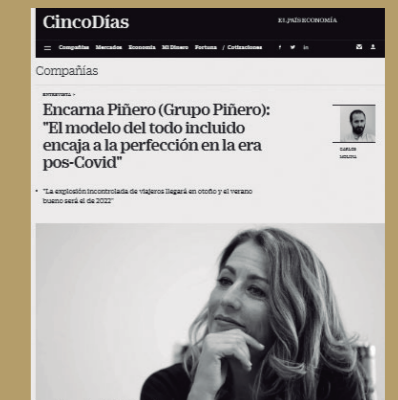 CincoDías
EL PAÍS ECONOMÍA
Compañías Mercados Economía Mi Dinero Fortuna / Cotizaciones
Compañías
ENTREVISTA
Encarna Piñero (Grupo Piñero):
"El modelo del todo incluido
encaja a la perfección en la era
pos-Covid"
CARLOS
MOLINA
"La explosión incontrolada de viajeros llegará en otoño y el verano
bueno será el de 2022"